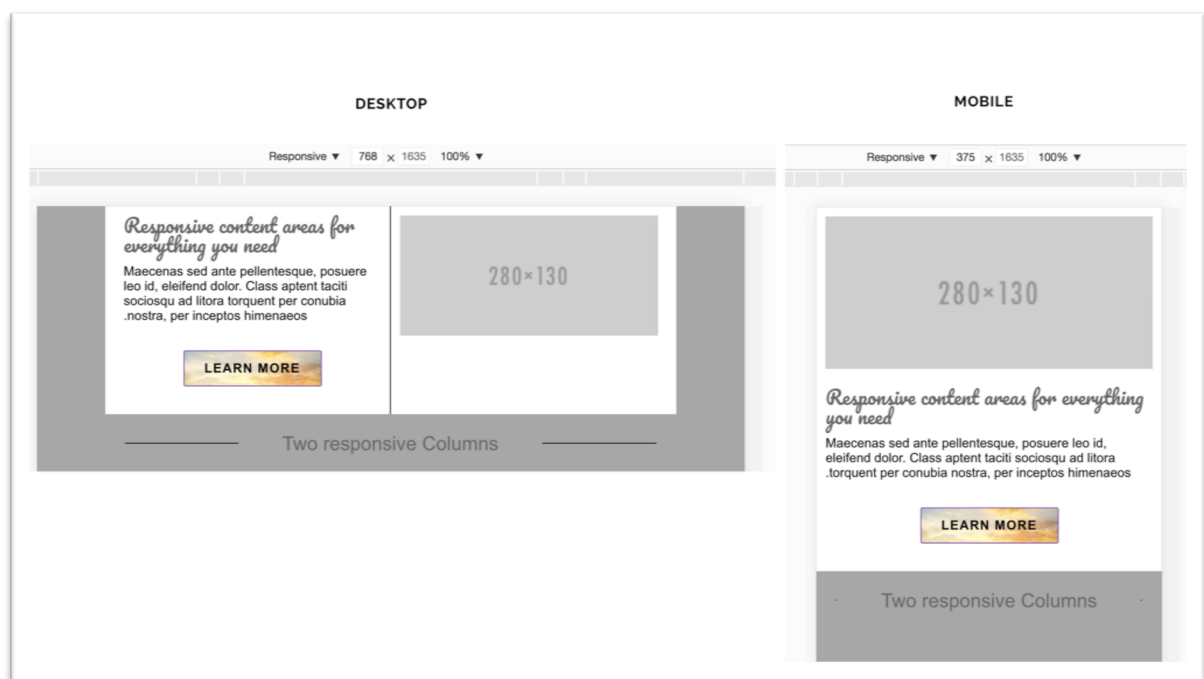 DESKTOP
Responsive ▼ 768 x 1635 100% ▼
Responsive content areas for
everything you need
Maecenas sed ante pellentesque, posuere
leo id, eleifend dolor. Class aptent taciti
sociosqu ad litora torquent per conubia
.nostra, per inceptos himenaeos
LEARN MORE
280×130
Two responsive Columns
MOBILE
Responsive ▼ 375 x 1635 100% ▼
280×130
Responsive content areas for everything
you need
Maecenas sed ante pellentesque, posuere leo id,
eleifend dolor. Class aptent taciti sociosqu ad litora
.torquent per conubia nostra, per inceptos himenaeos
LEARN MORE
Two responsive Columns